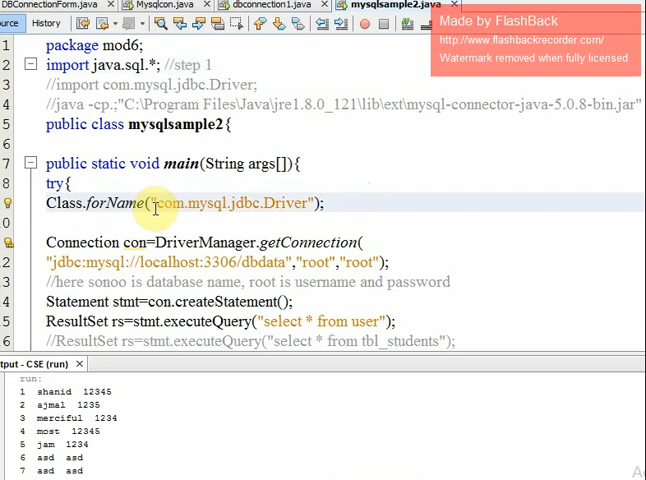 DBConnectionForm.java
Mysqlcon.java
dbconnection1.java
mysqlsample2.java
Made by FlashBack
http://www.flashbackrecorder.com/
Watermark removed when fully licensed
ource
History
1 package mod6;
2 import java.sql.*; //step 1
3 //import com.mysql.jdbc.Driver;
4 //java -cp.;"C:\Program Files\Java\jre1.8.0_121\lib\ext\mysql-connector-java-5.0.8-bin.jar"
5 public class mysqlsample2{
6
7 public static void main(String args[]){
8 try{
Class.forName("com.mysql.jdbc.Driver");
Connection con=DriverManager.getConnection(
2 "jdbc:mysql://localhost:3306/dbdata","root","root");
3 //here sonoo is database name, root is username and password
4 Statement stmt=con.createStatement();
5 ResultSet rs=stmt.executeQuery("select * from user");
6 //ResultSet rs=stmt.executeQuery("select * from tbl_students");
tput - CSE (run)
run:
1 shanid 12345
2 ajmal 1235
3 merciful 1234
4 most 12345
5 jam 1234
6 asd asd
7 asd asd